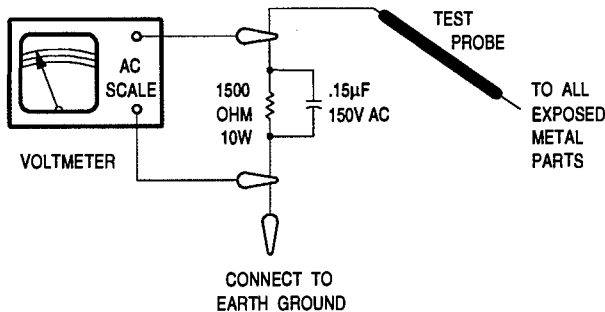 TEST
PROBE
AC
SCALE
1500
OHM
10W
.15µF
150V AC
TO ALL
EXPOSED
METAL
PARTS
VOLTMETER
CONNECT TO
EARTH GROUND